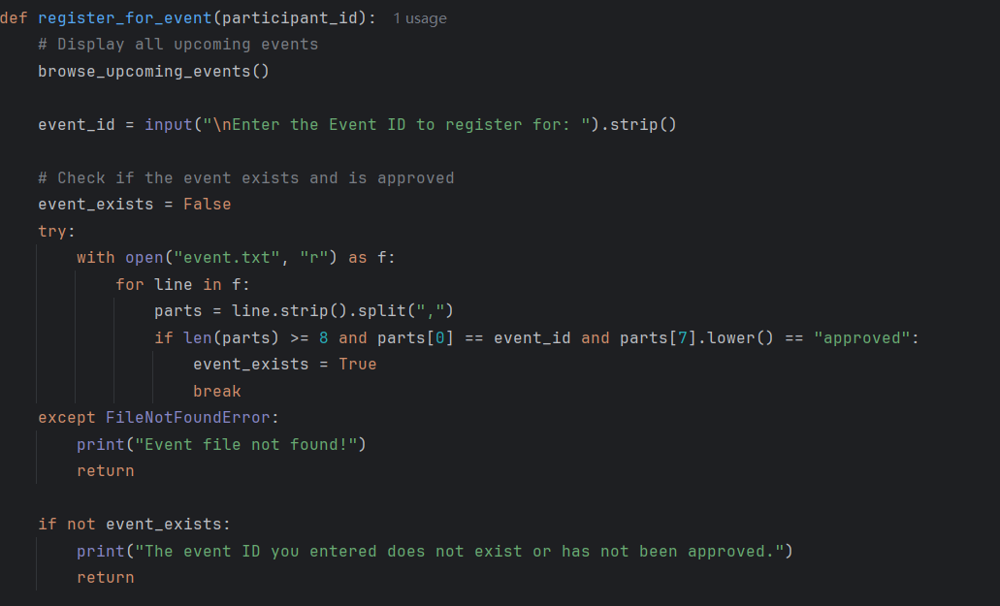 def register_for_event(participant_id):  1 usage
    # Display all upcoming events
    browse_upcoming_events()

    event_id = input("\nEnter the Event ID to register for: ").strip()

    # Check if the event exists and is approved
    event_exists = False
    try:
        with open("event.txt", "r") as f:
            for line in f:
                parts = line.strip().split(",")
                if len(parts) >= 8 and parts[0] == event_id and parts[7].lower() == "approved":
                    event_exists = True
                    break
    except FileNotFoundError:
        print("Event file not found!")
        return

    if not event_exists:
        print("The event ID you entered does not exist or has not been approved.")
        return